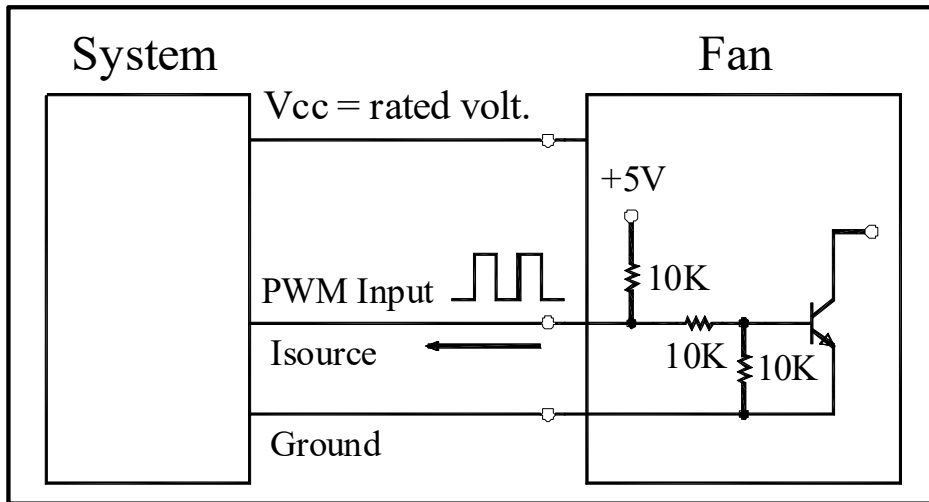 System
Fan
Vcc = rated volt.
+5V
PWM Input
10K
Isource
10K
10K
Ground